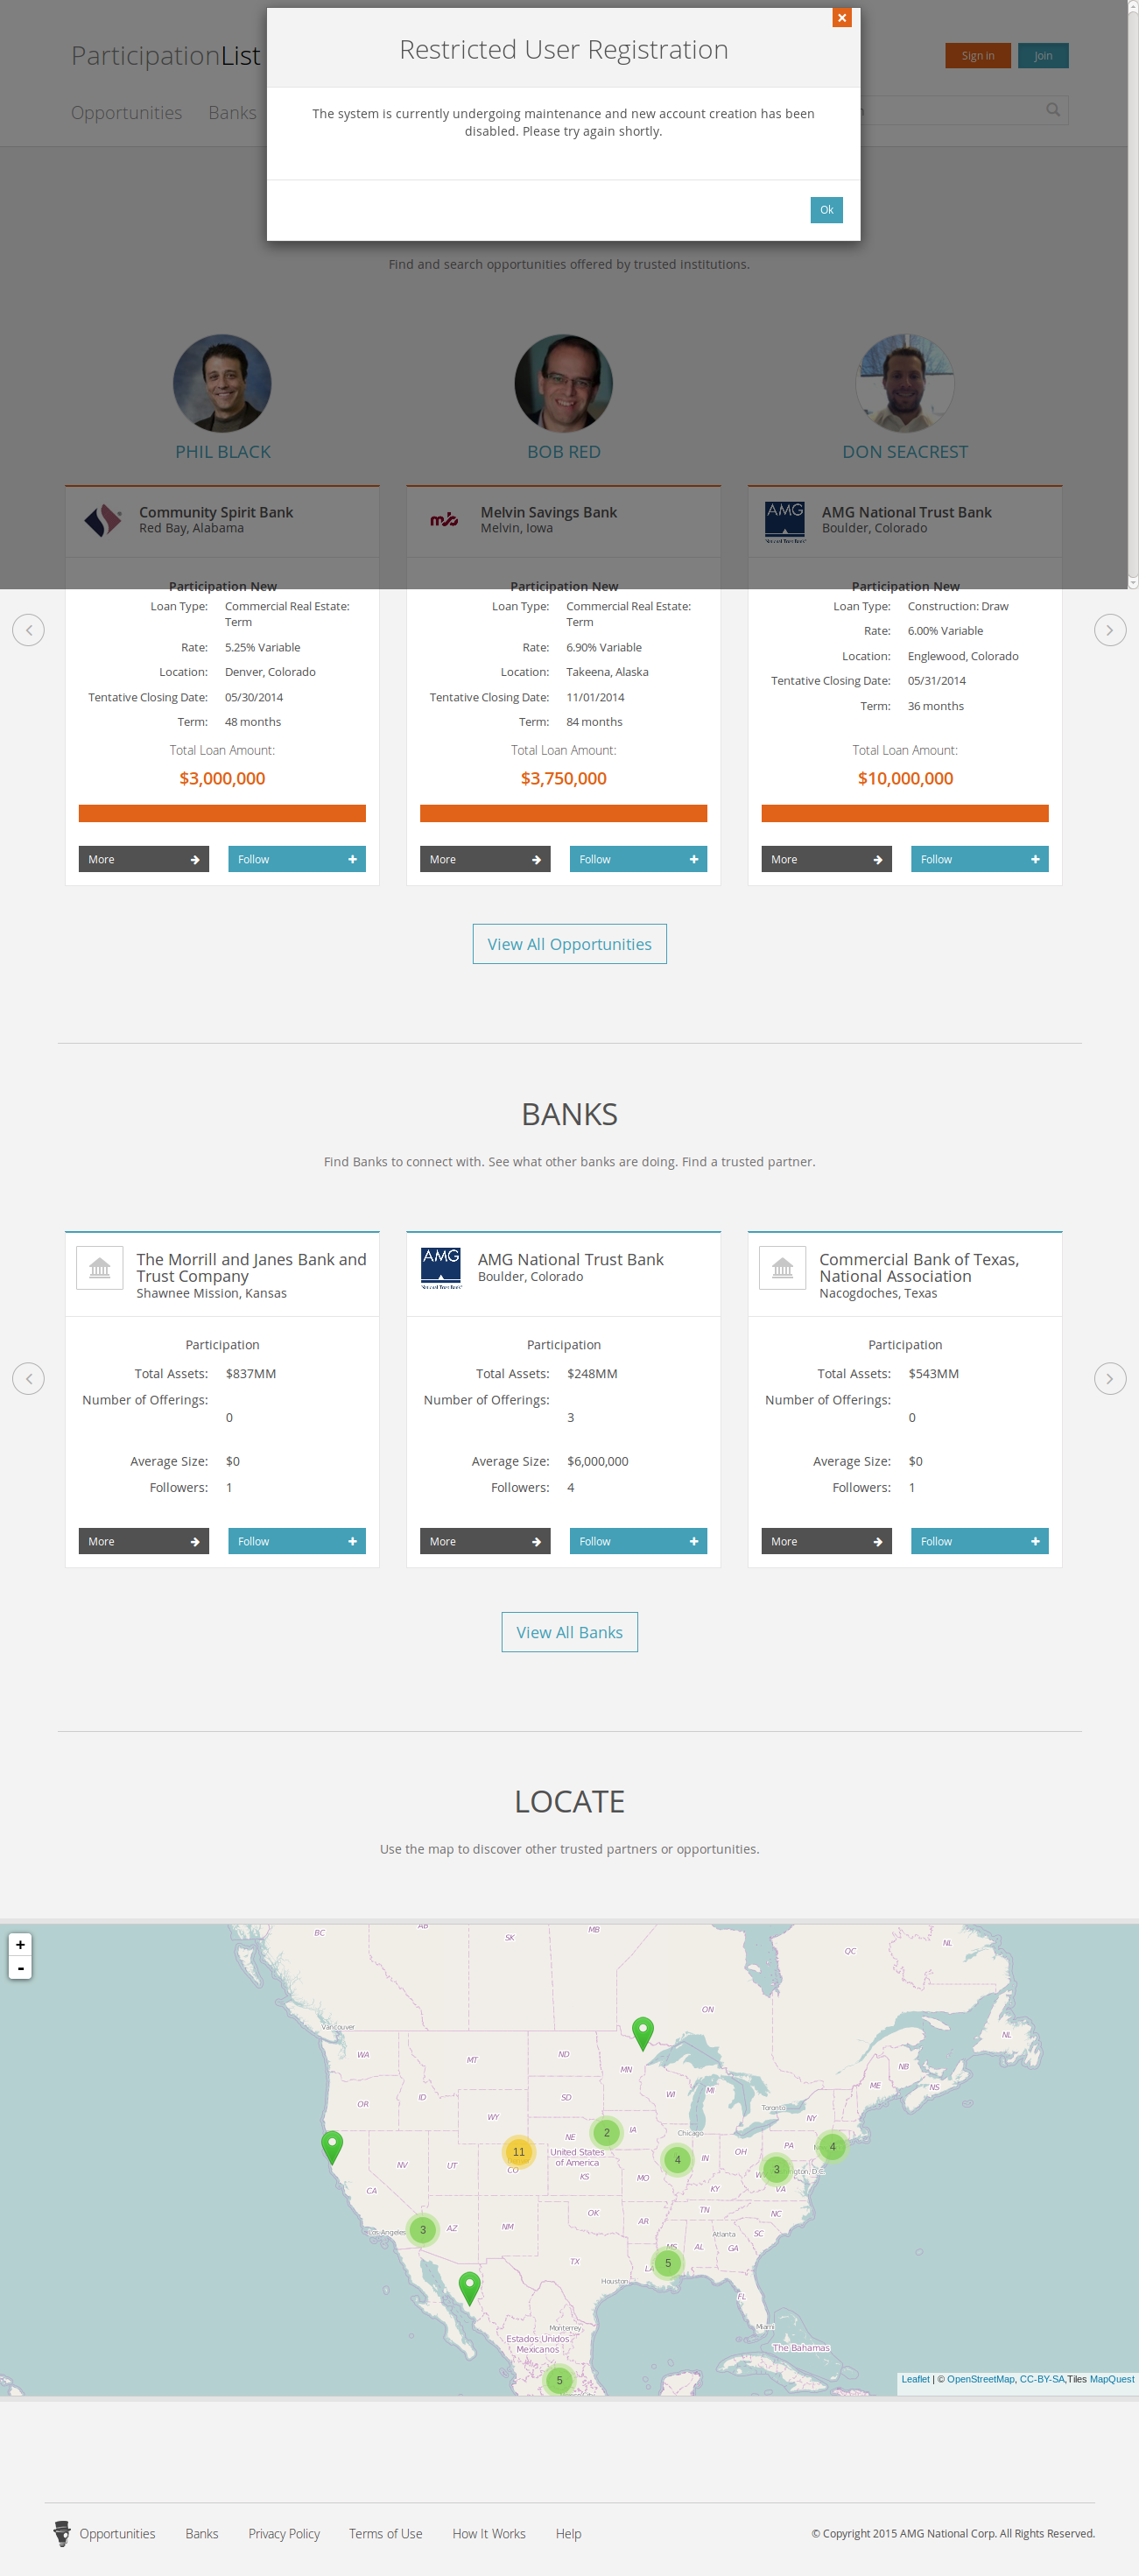 Restricted User Registration
The system is currently undergoing maintenance and new account creation has been
disabled. Please try again shortly.
Ok
ParticipationList
Sign in
Join
Opportunities
Banks
Find and search opportunities offered by trusted institutions.
PHIL BLACK
Community Spirit Bank
Red Bay, Alabama
Participation New
Loan Type: Commercial Real Estate:
Term
Rate: 5.25% Variable
Location: Denver, Colorado
Tentative Closing Date: 05/30/2014
Term: 48 months
Total Loan Amount:
$3,000,000
More
Follow
BOB RED
Melvin Savings Bank
Melvin, Iowa
Participation New
Loan Type: Commercial Real Estate:
Term
Rate: 6.90% Variable
Location: Takeena, Alaska
Tentative Closing Date: 11/01/2014
Term: 84 months
Total Loan Amount:
$3,750,000
More
Follow
DON SEACREST
AMG
AMG National Trust Bank
Boulder, Colorado
Participation New
Loan Type: Construction: Draw
Rate: 6.00% Variable
Location: Englewood, Colorado
Tentative Closing Date: 05/31/2014
Term: 36 months
Total Loan Amount:
$10,000,000
More
Follow
View All Opportunities
BANKS
Find Banks to connect with. See what other banks are doing. Find a trusted partner.
The Morrill and Janes Bank and
Trust Company
Shawnee Mission, Kansas
Participation
Total Assets: $837MM
Number of Offerings:
0
Average Size: $0
Followers: 1
More
Follow
AMG
National Trust Bank
AMG National Trust Bank
Boulder, Colorado
Participation
Total Assets: $248MM
Number of Offerings:
3
Average Size: $6,000,000
Followers: 4
More
Follow
Commercial Bank of Texas,
National Association
Nacogdoches, Texas
Participation
Total Assets: $543MM
Number of Offerings:
0
Average Size: $0
Followers: 1
More
Follow
View All Banks
LOCATE
Use the map to discover other trusted partners or opportunities.
+
-
BC
AB
SK
MB
ON
QC
NL
NL
Vancouver
WA
MT
ND
MN
OR
ID
SD
WI
MI
NB
ME
NS
WY
Toronto
NY
NE
2
IA
Chicago
4
11
United States
of America
4
IN
OH
PA
3
NV
UT
CO
KS
MO
KY
VA
CA
Los Angeles
3
AZ
NM
OK
AR
TN
NC
Atlanta
SC
TX
MS
AL
GA
LA
5
Houston
FL
Monterrey
Miami
Estados Unidos
Mexicanos
The Bahamas
5
Leaflet | © OpenStreetMap, CC-BY-SA,Tiles MapQuest
Opportunities
Banks
Privacy Policy
Terms of Use
How It Works
Help
© Copyright 2015 AMG National Corp. All Rights Reserved.